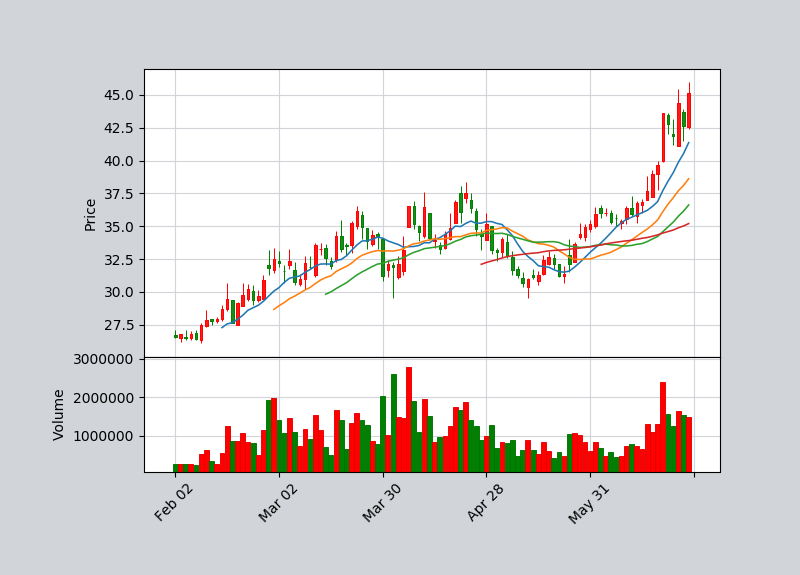 45.0
42.5
40.0
37.5
35.0
32.5
30.0
27.5
Price
3000000
2000000
1000000
Volume
Feb 02
Mar 02
Mar 30
Apr 28
May 31